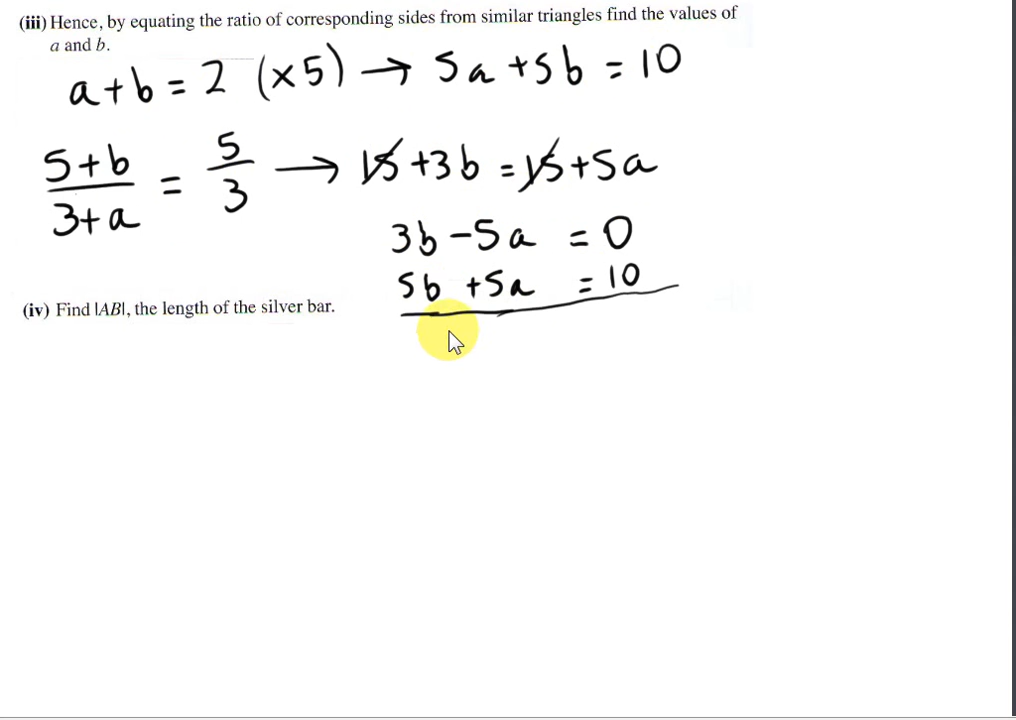 (iii) Hence, by equating the ratio of corresponding sides from similar triangles find the values of
a and b.
a+b = 2 (×5) → 5a +5b = 10
5+b/3+a = 5/3 → 15 +3b = 15+5a
3b -5a = 0
5b +5a = 10
(iv) Find |AB|, the length of the silver bar.